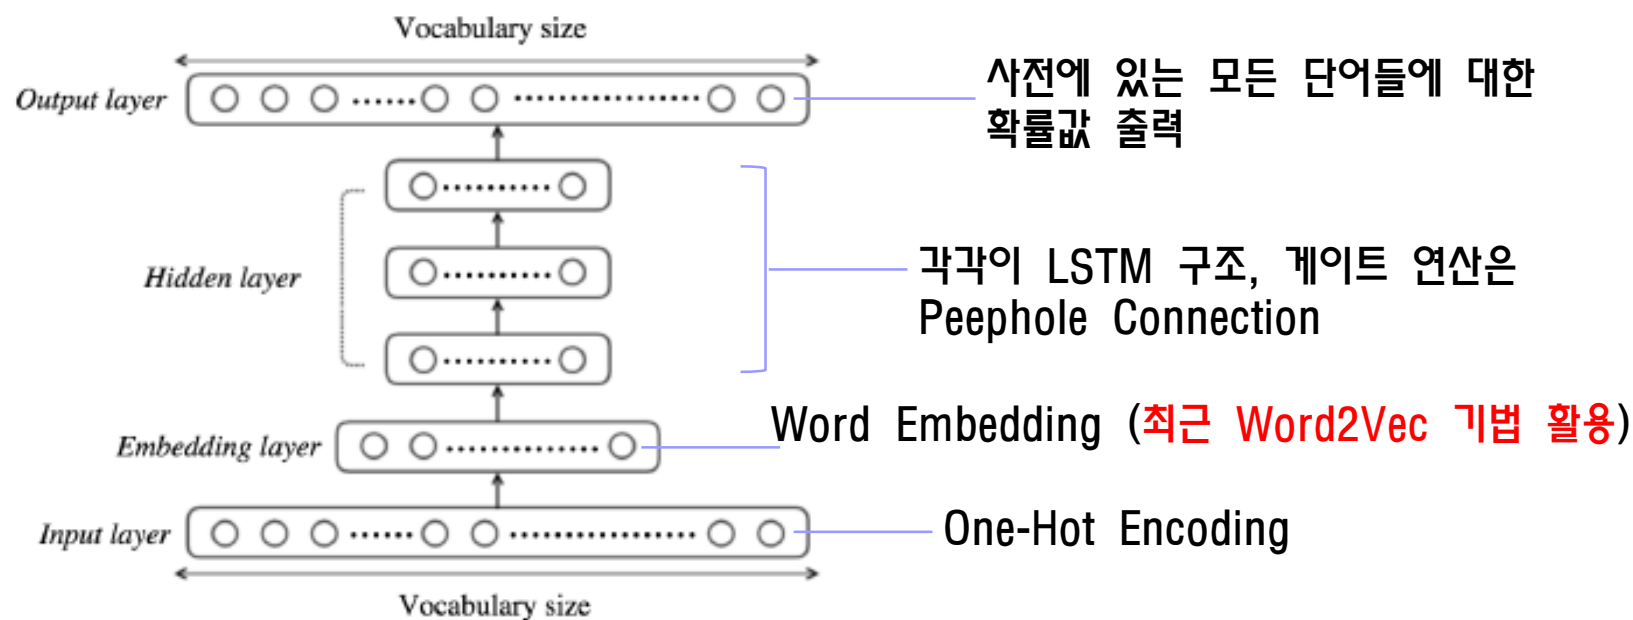 Vocabulary size
Output layer
사전에 있는 모든 단어들에 대한
확률값 출력
Hidden layer
각각이 LSTM 구조, 게이트 연산은
Peephole Connection
Embedding layer
Word Embedding (최근 Word2Vec 기법 활용)
Input layer
One-Hot Encoding
Vocabulary size